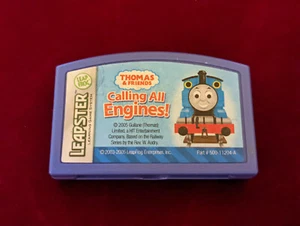 LEAP FROG
LEAPSTER
THOMAS & FRIENDS
Calling All
Engines!
© 2005 Gullane (Thomas)
Limited, a HIT Entertainment
Company. Based on the Railway
Series by the Rev. W. Awdry.
© 2003-2005 LeapFrog Enterprises, Inc.